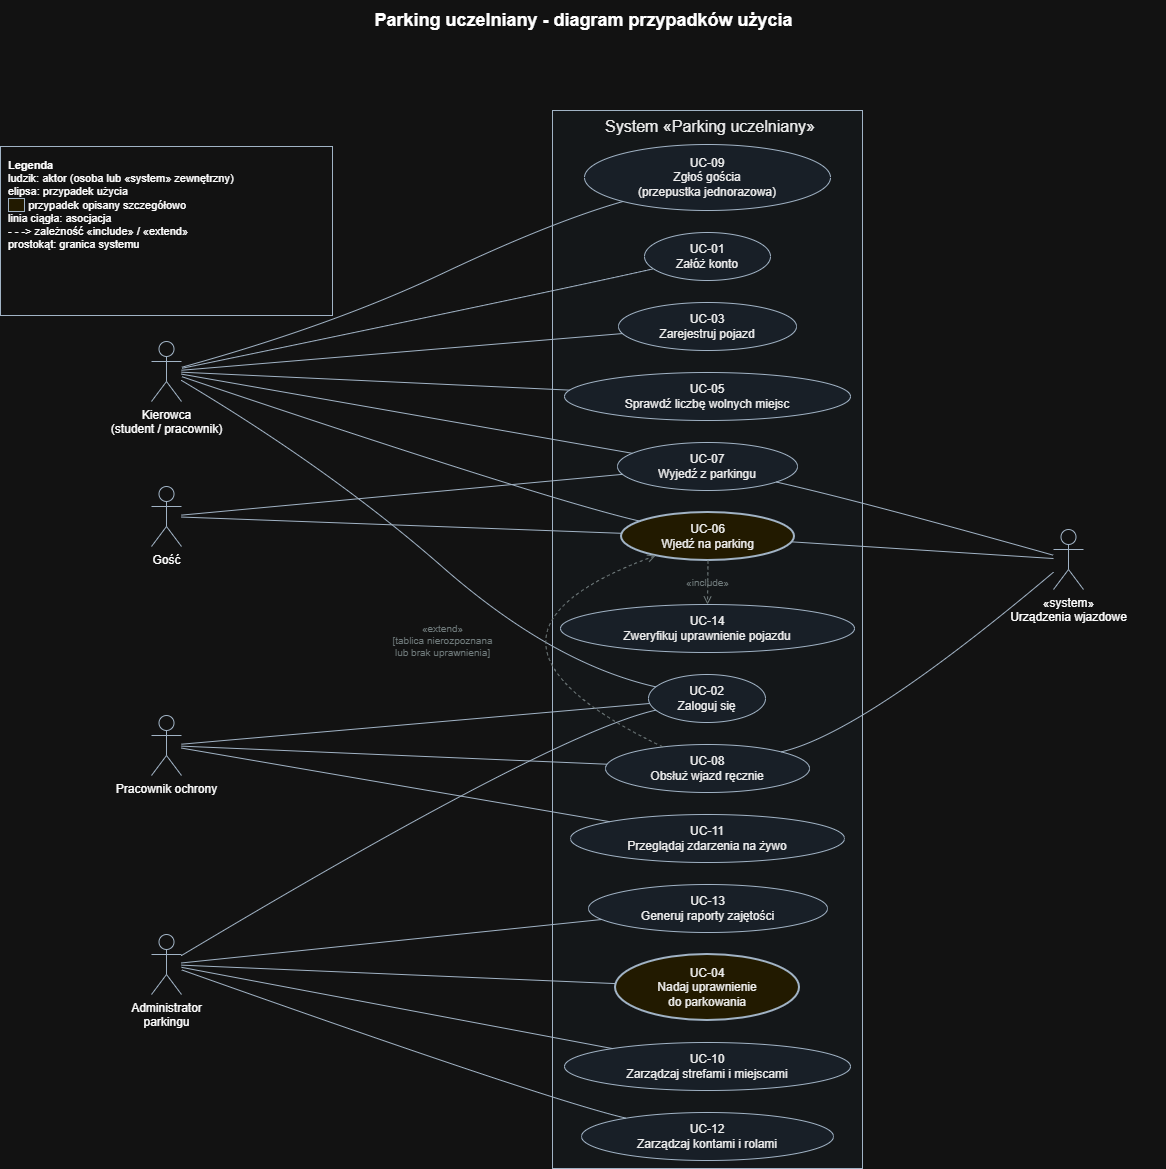 Parking uczelniany - diagram przypadków użycia
System «Parking uczelniany»
Legenda
ludzik: aktor (osoba lub «system» zewnętrzny)
elipsa: przypadek użycia
przypadek opisany szczegółowo
linia ciągła: asocjacja
- - -> zależność «include» / «extend»
prostokąt: granica systemu
UC-09
Zgłoś gościa
(przepustka jednorazowa)
UC-01
Załóż konto
UC-03
Zarejestruj pojazd
Kierowca
(student / pracownik)
UC-05
Sprawdź liczbę wolnych miejsc
UC-07
Wyjedź z parkingu
Gość
UC-06
Wjedź na parking
«include»
«system»
Urządzenia wjazdowe
UC-14
Zweryfikuj uprawnienie pojazdu
«extend»
[tablica nierozpoznana
lub brak uprawnienia]
UC-02
Zaloguj się
Pracownik ochrony
UC-08
Obsłuż wjazd ręcznie
UC-11
Przeglądaj zdarzenia na żywo
UC-13
Generuj raporty zajętości
Administrator
parkingu
UC-04
Nadaj uprawnienie
do parkowania
UC-10
Zarządzaj strefami i miejscami
UC-12
Zarządzaj kontami i rolami